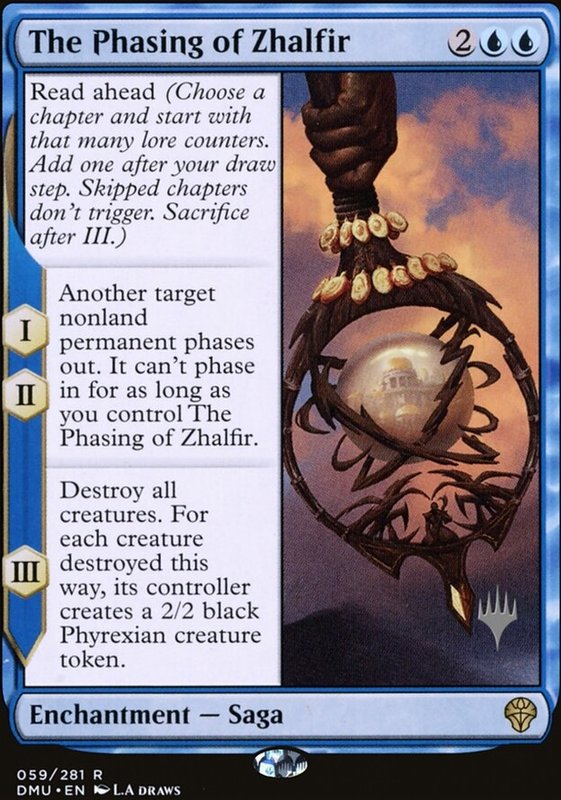 The Phasing of Zhalfir 2
Read ahead (Choose a
chapter and start with
that many lore counters.
Add one after your draw
step. Skipped chapters
don't trigger. Sacrifice
after III.)
I
II
Another target
nonland
permanent phases
out. It can't phase
in for as long as
you control The
Phasing of Zhalfir.
III
Destroy all
creatures. For
each creature
destroyed this
way, its controller
creates a 2/2 black
Phyrexian creature
token.
Enchantment — Saga
059/281 R
DMU • EN L.A DRAWS